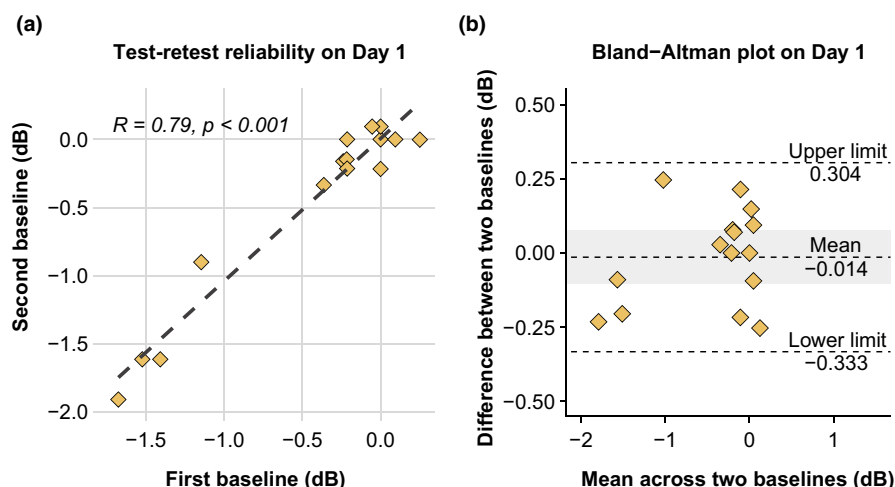 (a)
Test-retest reliability on Day 1
R = 0.79, p < 0.001
Second baseline (dB)
0.0
−0.5
−1.0
−1.5
−2.0
−1.5
−1.0
−0.5
0.0
First baseline (dB)
(b)
Bland−Altman plot on Day 1
Difference between two baselines (dB)
0.50
0.25
0.00
−0.25
−0.50
Upper limit
0.304
Mean
−0.014
Lower limit
−0.333
−2
−1
0
1
Mean across two baselines (dB)